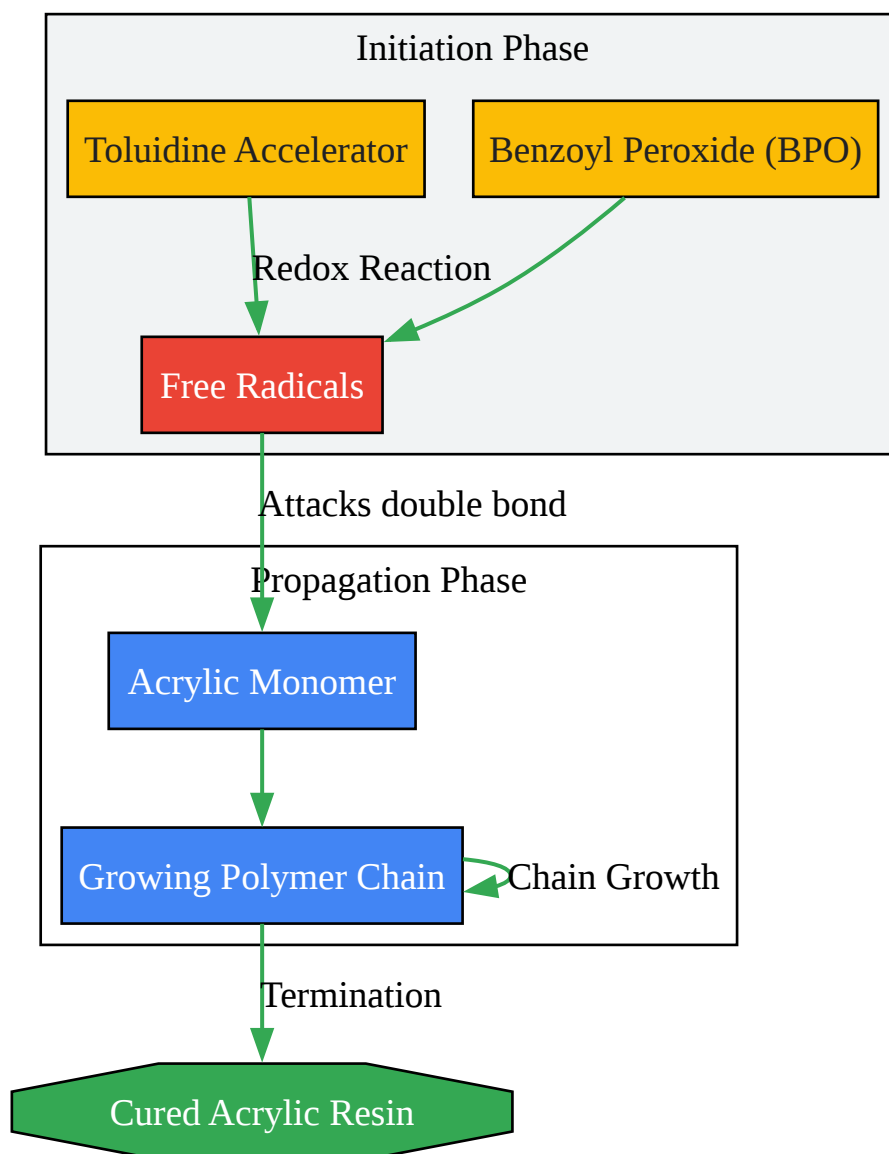 Initiation Phase
Toluidine Accelerator
Benzoyl Peroxide (BPO)
Redox Reaction
Free Radicals
Attacks double bond
Propagation Phase
Acrylic Monomer
Growing Polymer Chain
Chain Growth
Termination
Cured Acrylic Resin